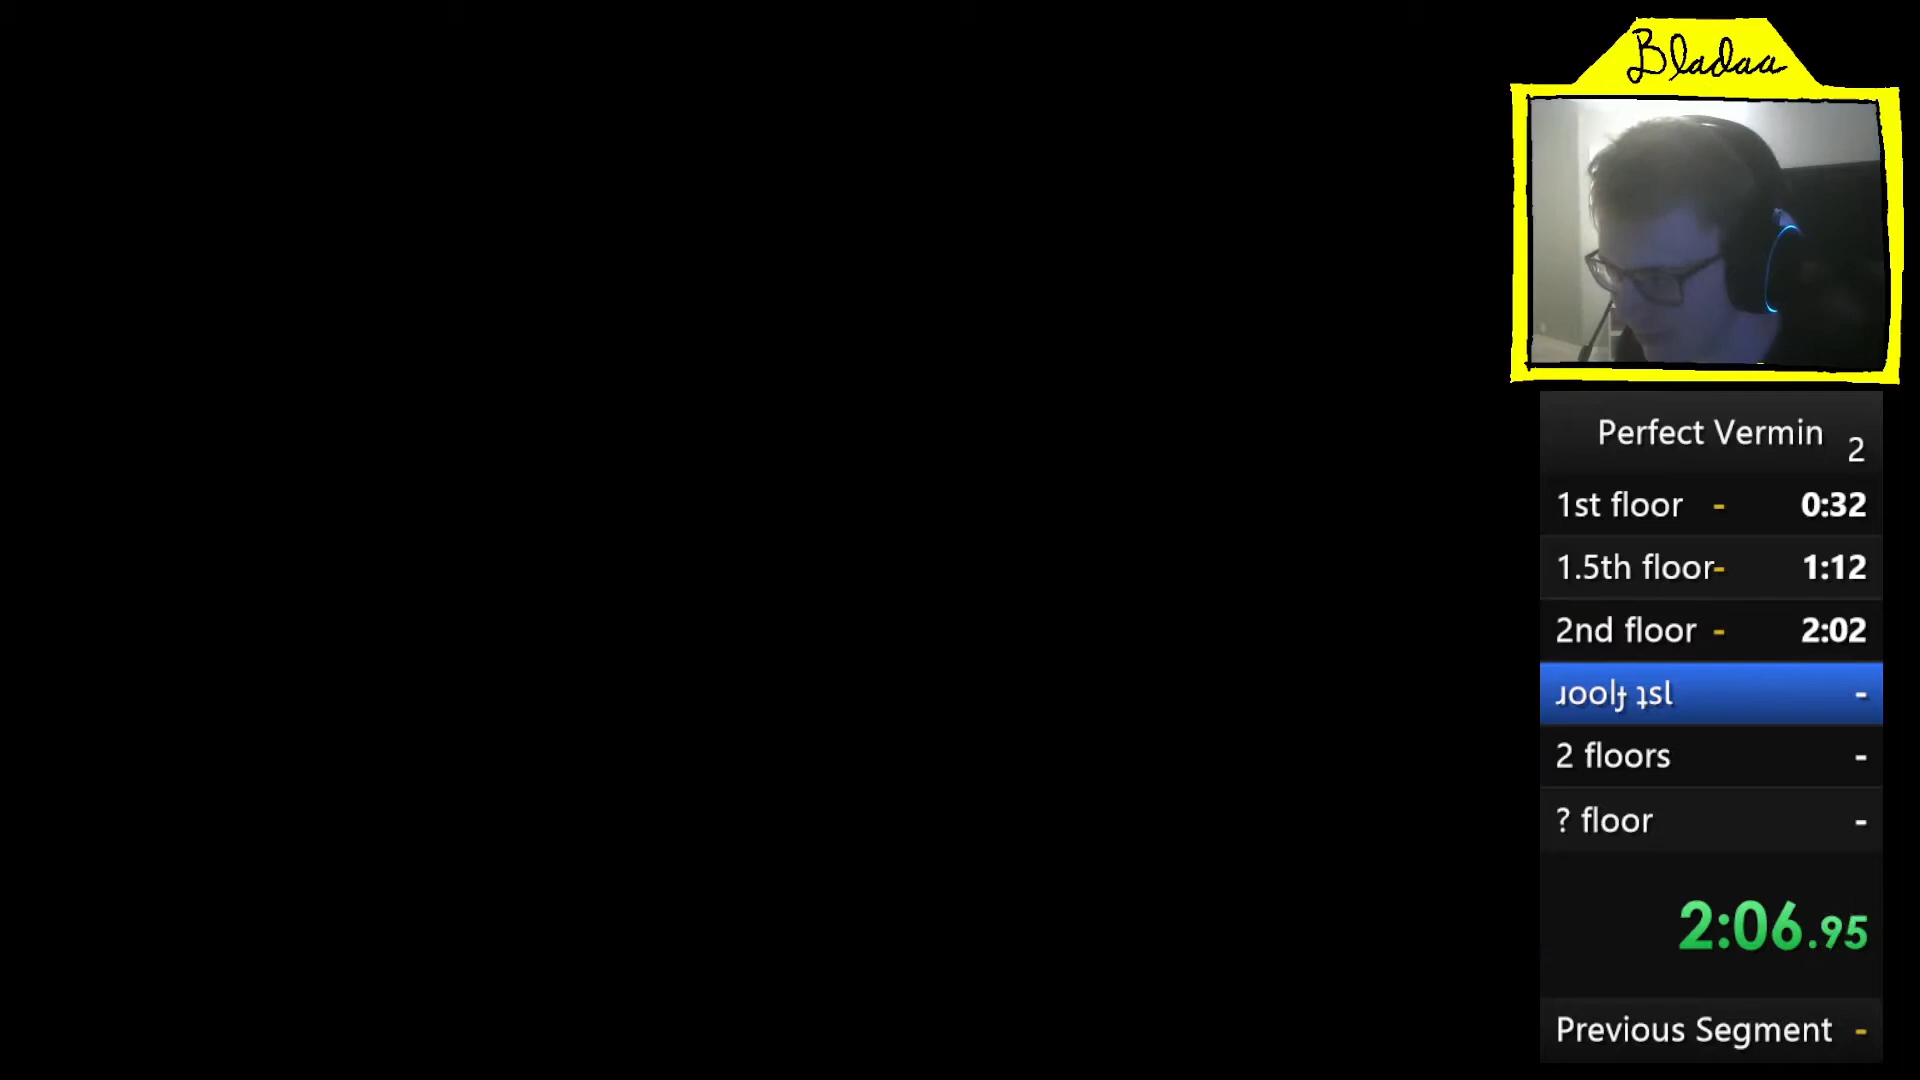 Bladaa
Perfect Vermin
2
1st floor - 0:32
1.5th floor- 1:12
2nd floor - 2:02
ɹoolɟ ʇsl -
2 floors -
? floor -
2:06.95
Previous Segment -